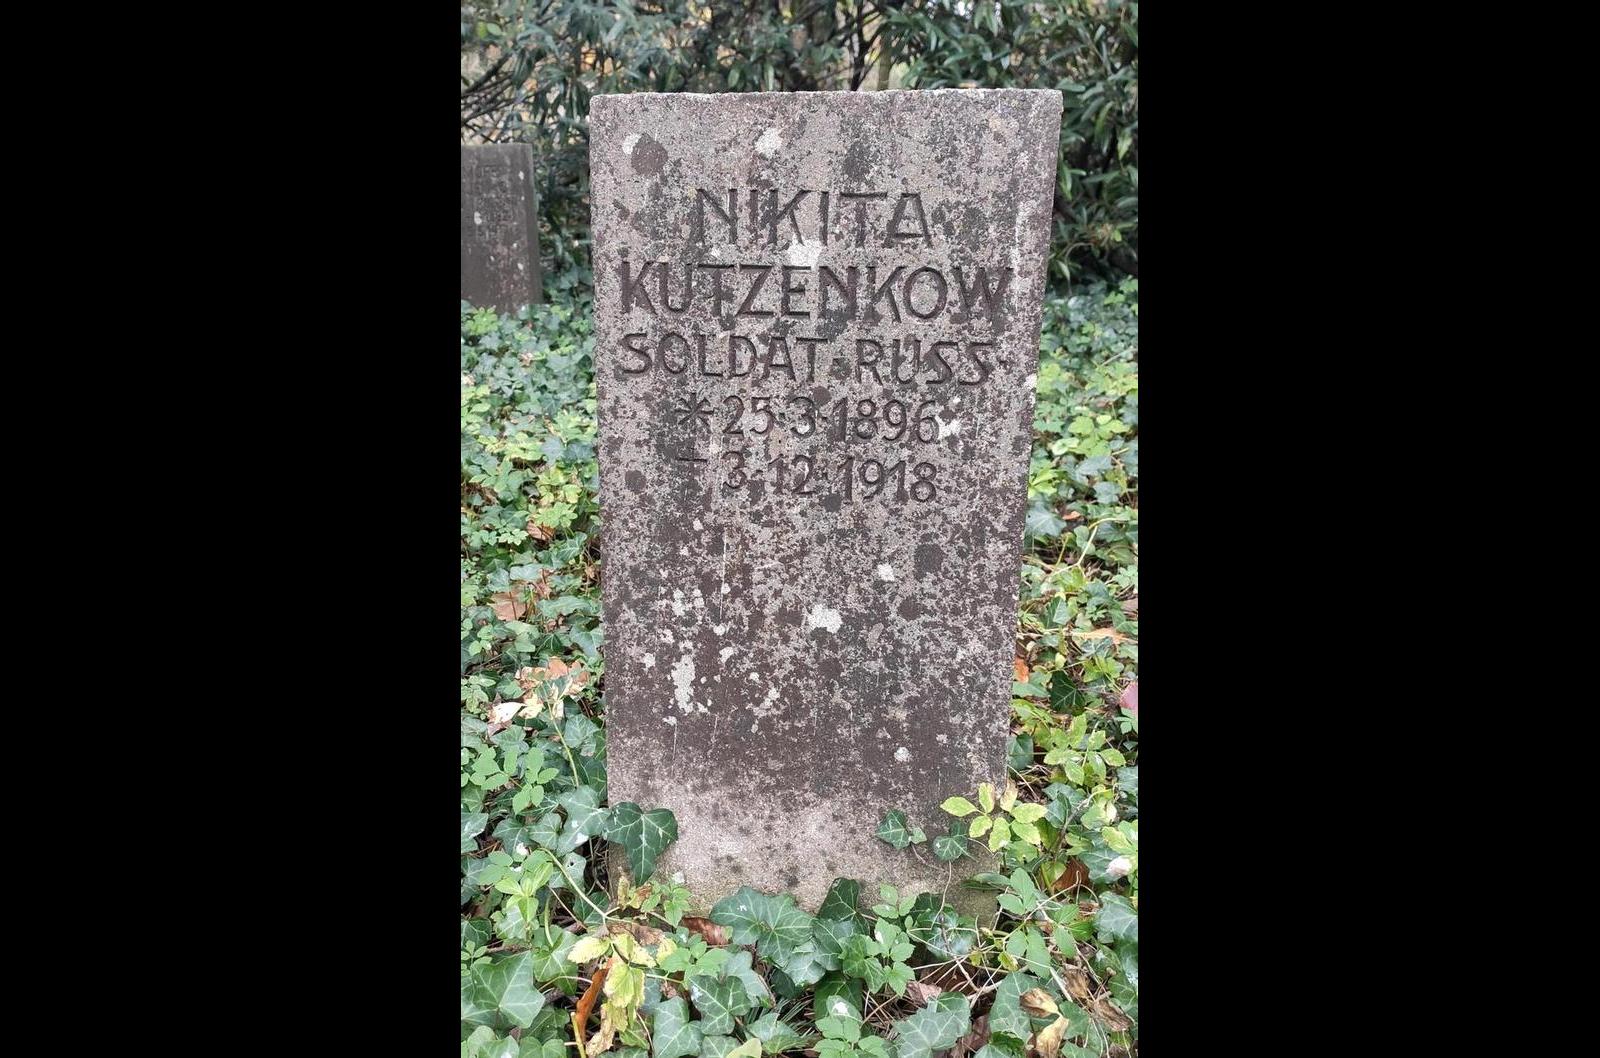 NIKITA
KUTZENKOW
SOLDAT·RUSS·
*25·3·1896
†3·12·1918